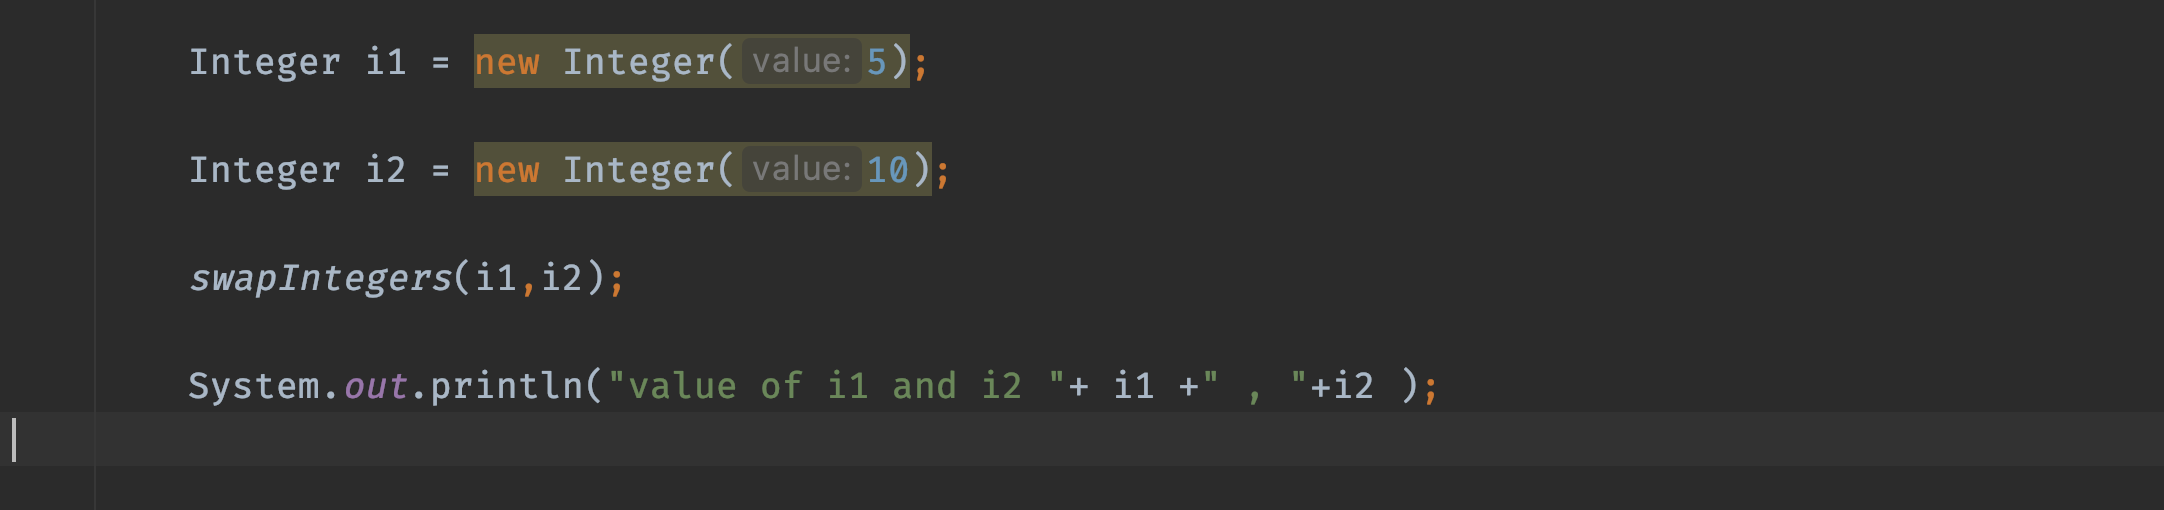 Integer i1 = new Integer( value: 5);
Integer i2 = new Integer( value: 10);
swapIntegers(i1,i2);
System.out.println("value of i1 and i2 "+ i1 +" , "+i2 );